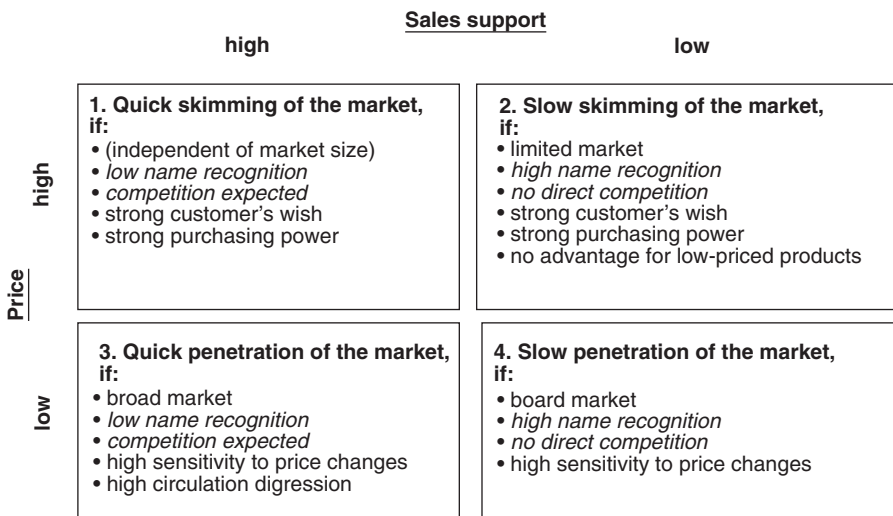 Sales support
high
low
Price
high
low
1. Quick skimming of the market,
if:
• (independent of market size)
• low name recognition
• competition expected
• strong customer's wish
• strong purchasing power
2. Slow skimming of the market,
if:
• limited market
• high name recognition
• no direct competition
• strong customer's wish
• strong purchasing power
• no advantage for low-priced products
3. Quick penetration of the market,
if:
• broad market
• low name recognition
• competition expected
• high sensitivity to price changes
• high circulation digression
4. Slow penetration of the market,
if:
• board market
• high name recognition
• no direct competition
• high sensitivity to price changes